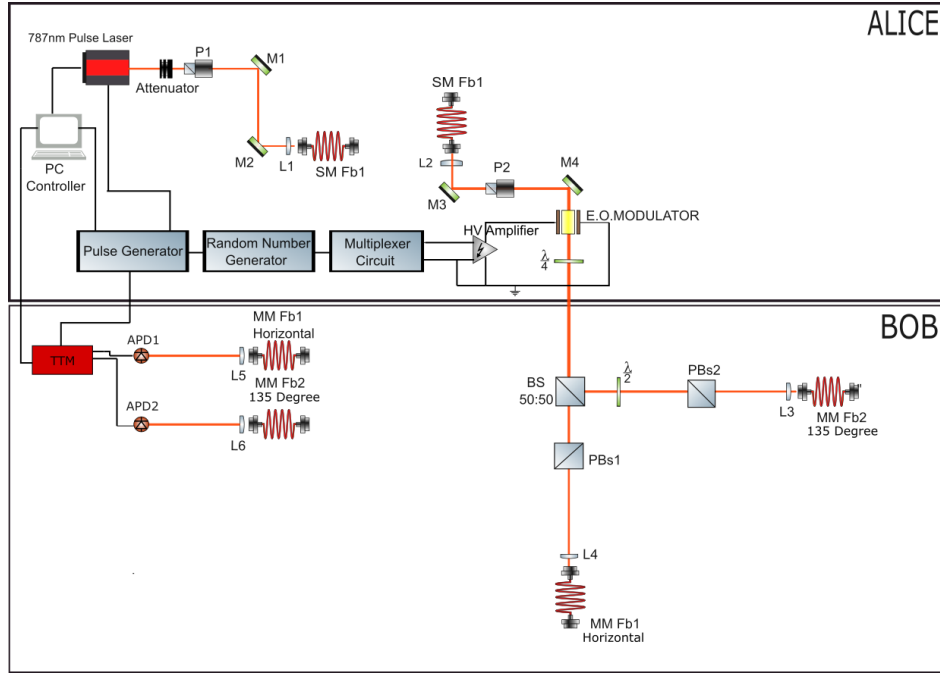 ALICE
787nm Pulse Laser
P1
M1
Attenuator
SM Fb1
M2
L1
SM Fb1
PC
Controller
L2
P2
M4
M3
E.O.MODULATOR
HV Amplifier
Pulse Generator
Random Number
Generator
Multiplexer
Circuit
λ
4
BOB
MM Fb1
Horizontal
APD1
TTM
L5
MM Fb2
135 Degree
APD2
L6
BS
50:50
λ
2
PBs2
L3
"
MM Fb2
135 Degree
PBs1
L4
MM Fb1
Horizontal